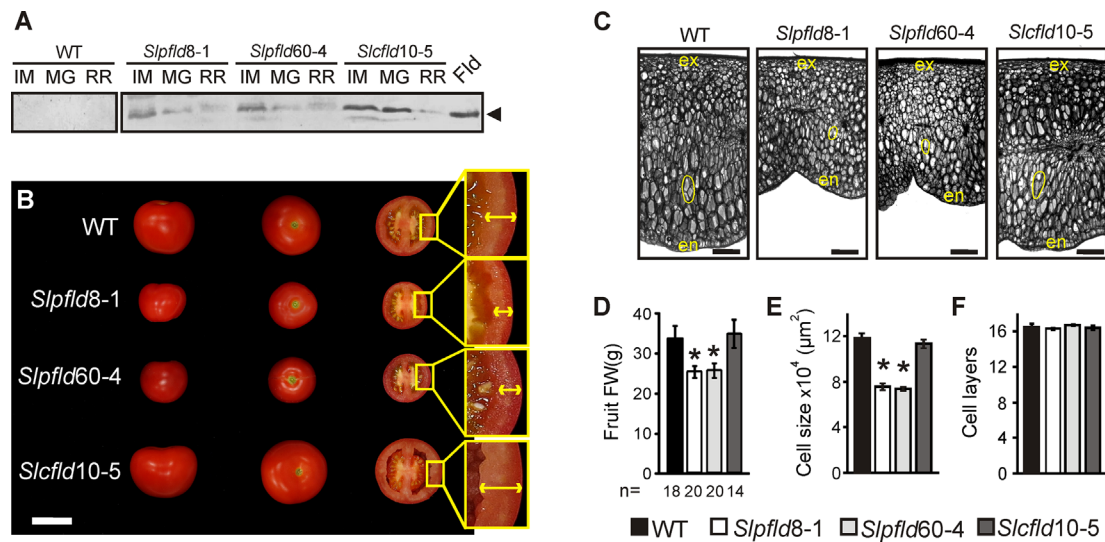 A
WT Slpfld8-1 Slpfld60-4 Slcfld10-5 Fld
IM MG RR IM MG RR IM MG RR IM MG RR
B
WT
Slpfld8-1
Slpfld60-4
Slcfld10-5
C
WT Slpfld8-1 Slpfld60-4 Slcfld10-5
ex ex ex ex
en en en en
D
Fruit FW(g)
40
30
20
10
0
* *
n= 18 20 20 14
E
Cell size x10⁴ (µm²)
12
8
4
0
* *
F
Cell layers
16
12
8
4
0
WT Slpfld8-1 Slpfld60-4 Slcfld10-5